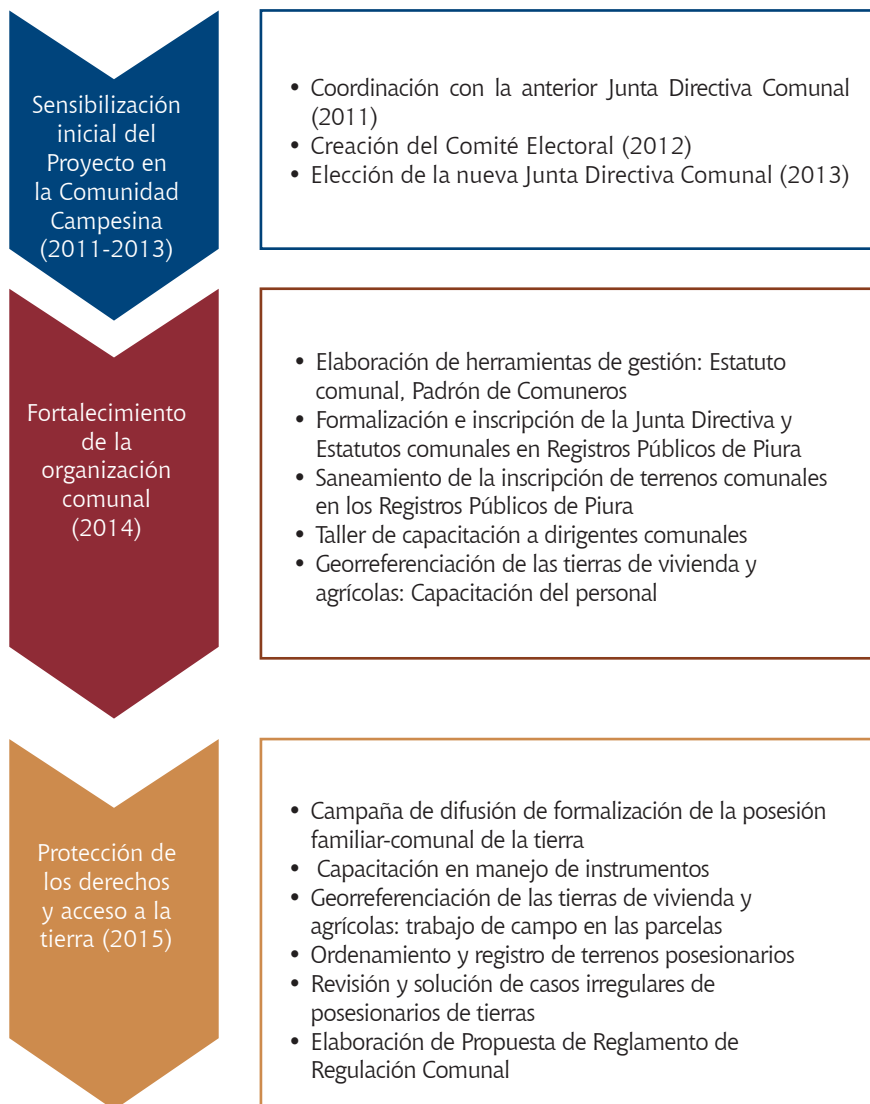 Sensibilización
inicial del
Proyecto en
la Comunidad
Campesina
(2011-2013)
• Coordinación con la anterior Junta Directiva Comunal
(2011)
• Creación del Comité Electoral (2012)
• Elección de la nueva Junta Directiva Comunal (2013)
Fortalecimiento
de la
organización
comunal
(2014)
• Elaboración de herramientas de gestión: Estatuto
comunal, Padrón de Comuneros
• Formalización e inscripción de la Junta Directiva y
Estatutos comunales en Registros Públicos de Piura
• Saneamiento de la inscripción de terrenos comunales
en los Registros Públicos de Piura
• Taller de capacitación a dirigentes comunales
• Georreferenciación de las tierras de vivienda y
agrícolas: Capacitación del personal
Protección de
los derechos
y acceso a la
tierra (2015)
• Campaña de difusión de formalización de la posesión
familiar-comunal de la tierra
• Capacitación en manejo de instrumentos
• Georreferenciación de las tierras de vivienda y
agrícolas: trabajo de campo en las parcelas
• Ordenamiento y registro de terrenos posesionarios
• Revisión y solución de casos irregulares de
posesionarios de tierras
• Elaboración de Propuesta de Reglamento de
Regulación Comunal